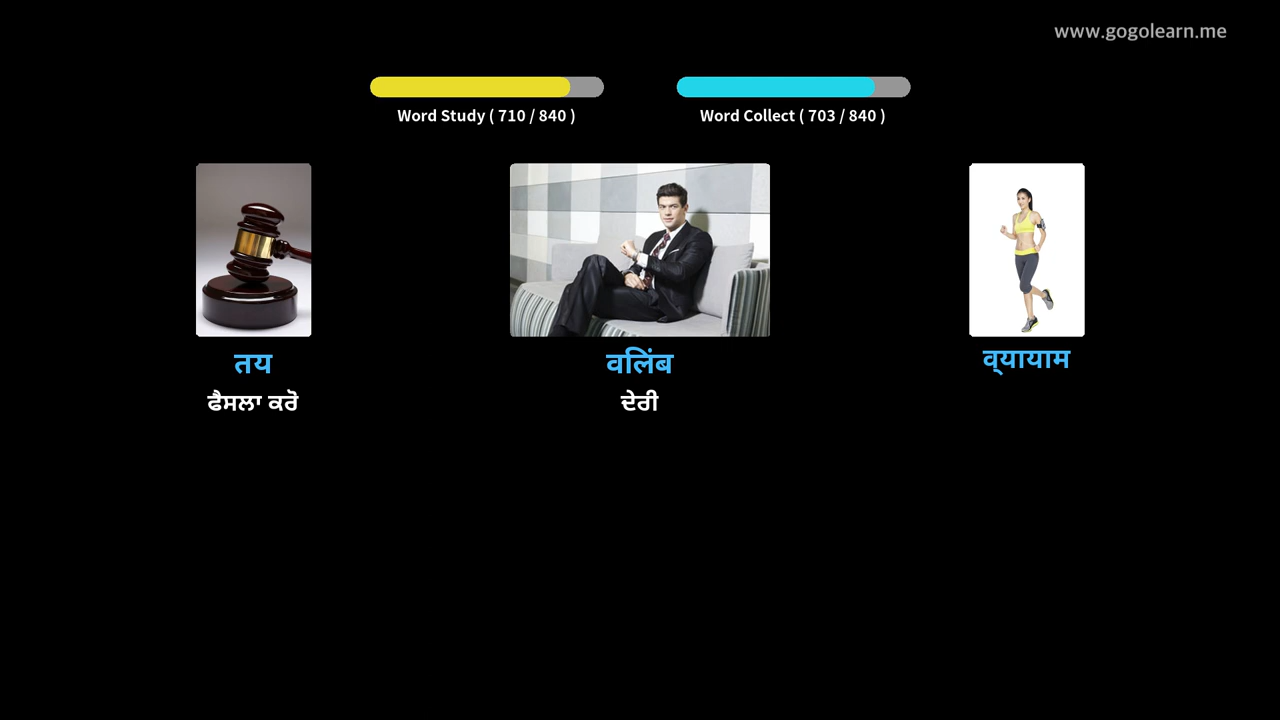 www.gogolearn.me
Word Study ( 710 / 840 )
Word Collect ( 703 / 840 )
तय
विलंब
व्यायाम
ਫੈਸਲਾ ਕਰੋ
ਦੇਰੀ